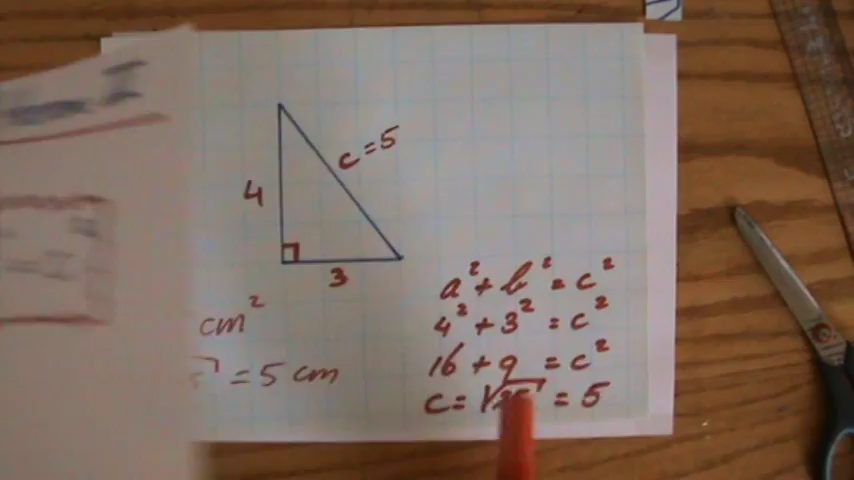 c=5
4
3
a² + b² = c²
cm²
4² + 3² = c²
16 + 9 = c²
= 5 cm
c = √25 = 5